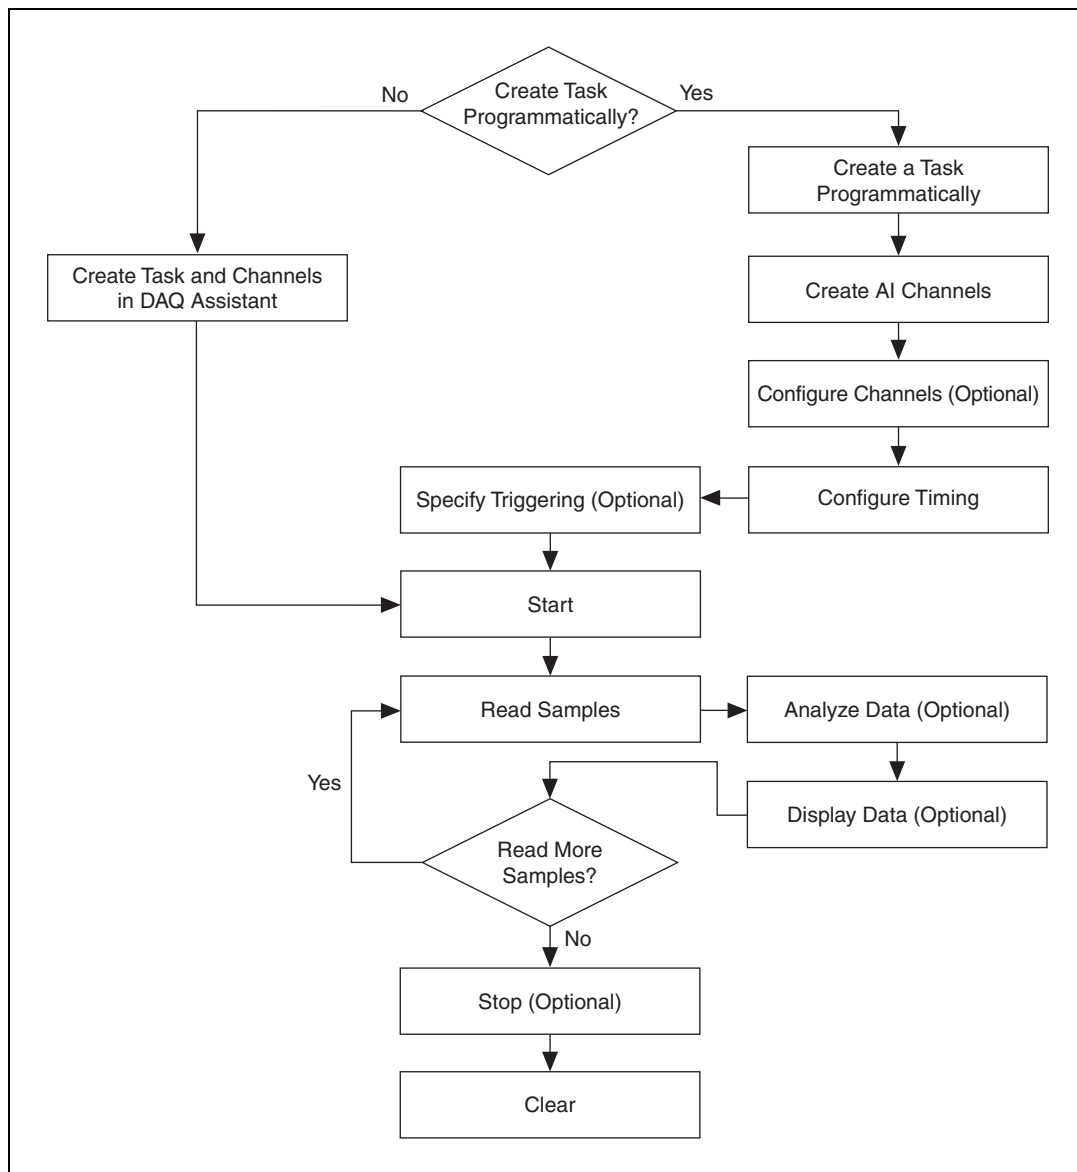 Create Task
Programmatically?
No
Yes
Create a Task
Programmatically
Create Task and Channels
in DAQ Assistant
Create AI Channels
Configure Channels (Optional)
Configure Timing
Specify Triggering (Optional)
Start
Read Samples
Analyze Data (Optional)
Display Data (Optional)
Yes
Read More
Samples?
No
Stop (Optional)
Clear